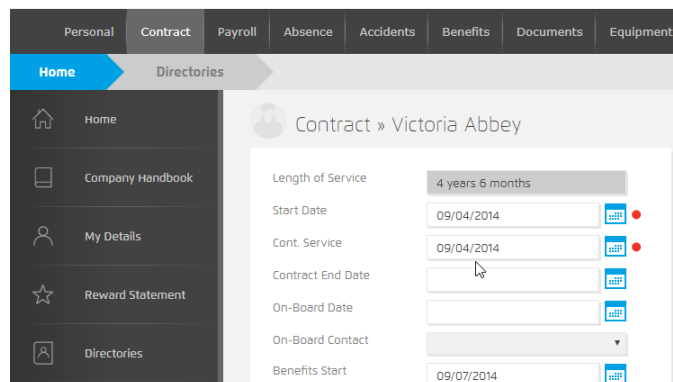 Personal Contract Payroll Absence Accidents Benefits Documents Equipment
Home Directories
Home
Company Handbook
My Details
Reward Statement
Directories
Contract » Victoria Abbey
Length of Service 4 years 6 months
Start Date 09/04/2014
Cont. Service 09/04/2014
Contract End Date
On-Board Date
On-Board Contact
Benefits Start 09/07/2014